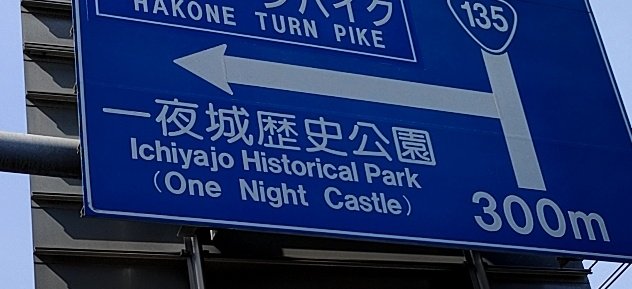 ンパイク
HAKONE TURN PIKE
135
一夜城歴史公園
Ichiyajo Historical Park
(One Night Castle)
300m